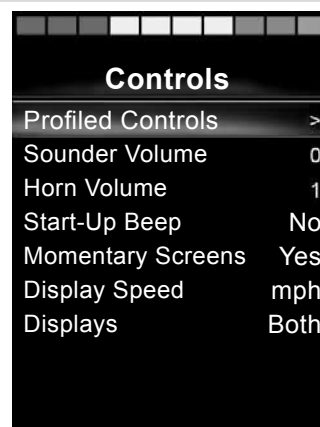 Controls
Profiled Controls >
Sounder Volume 0
Horn Volume 1
Start-Up Beep No
Momentary Screens Yes
Display Speed mph
Displays Both